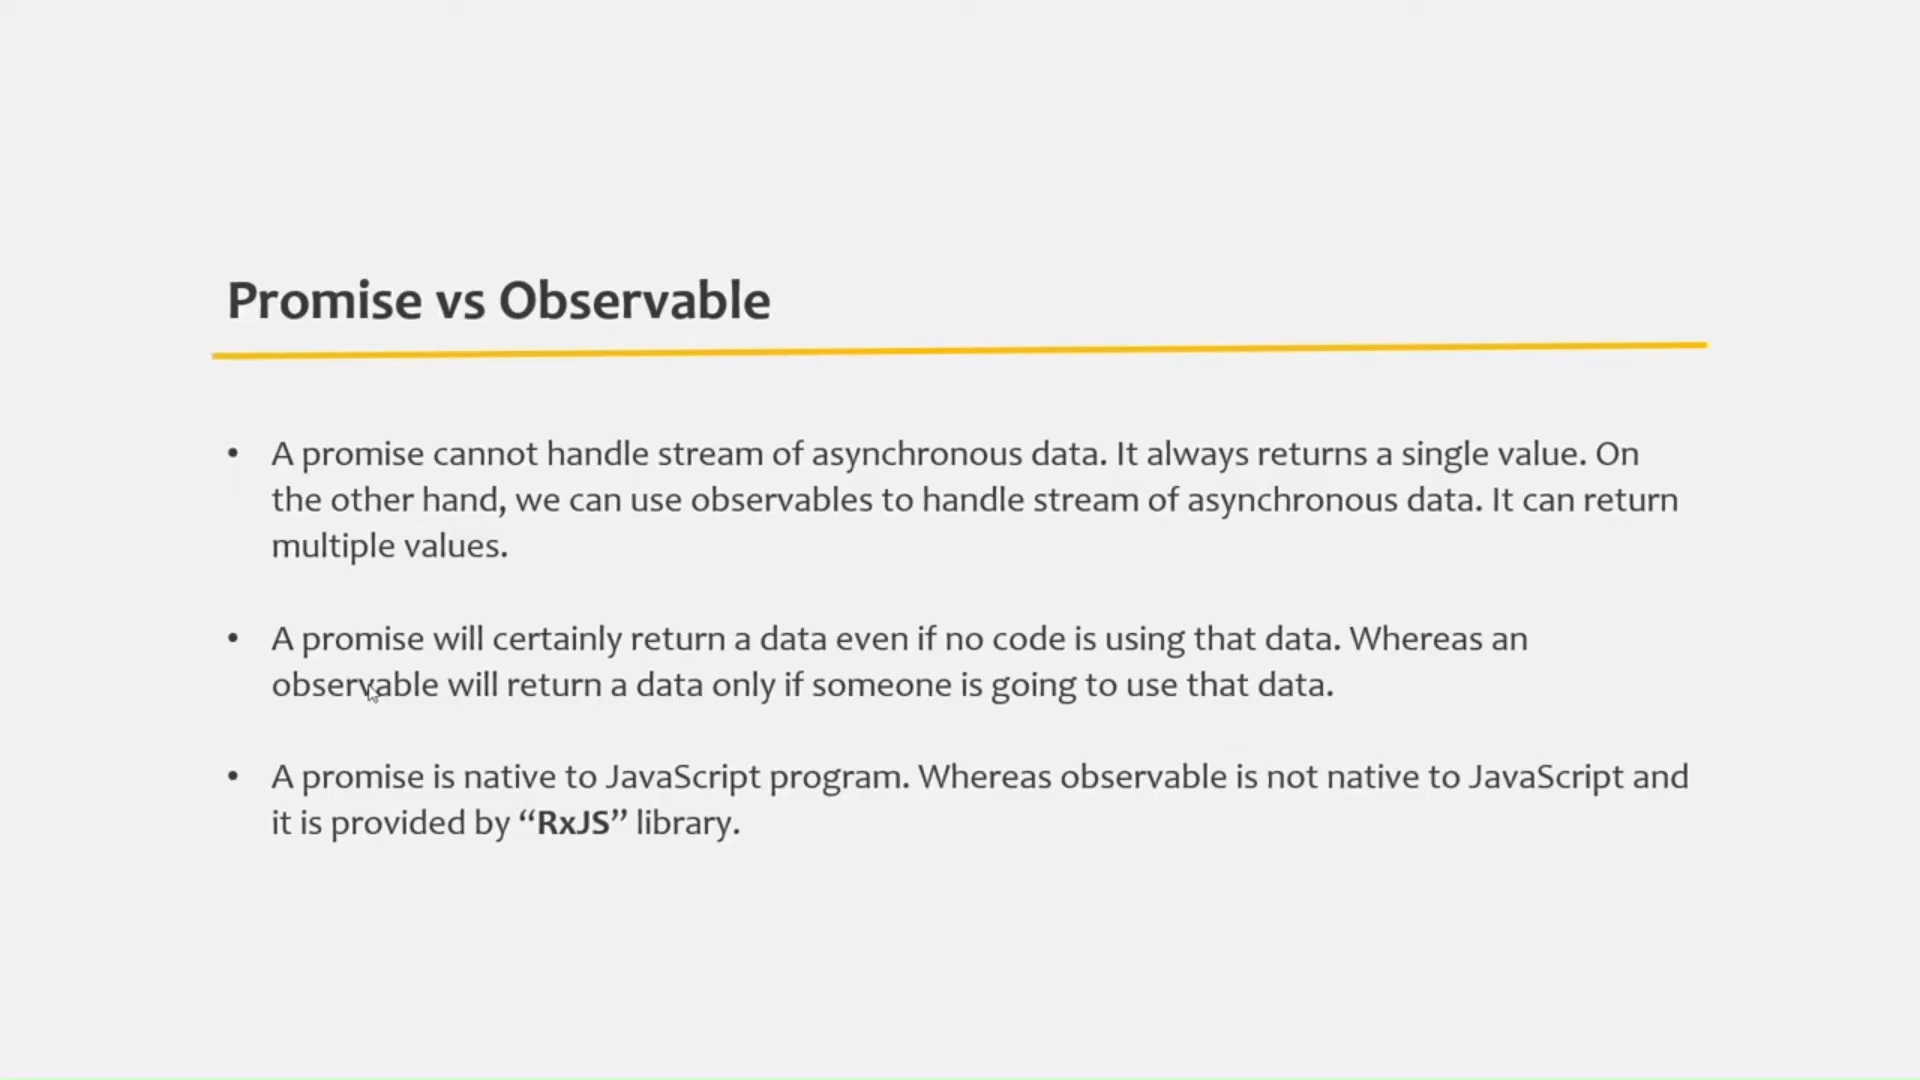 Promise vs Observable
• A promise cannot handle stream of asynchronous data. It always returns a single value. On
the other hand, we can use observables to handle stream of asynchronous data. It can return
multiple values.
• A promise will certainly return a data even if no code is using that data. Whereas an
observable will return a data only if someone is going to use that data.
• A promise is native to JavaScript program. Whereas observable is not native to JavaScript and
it is provided by “RxJS” library.